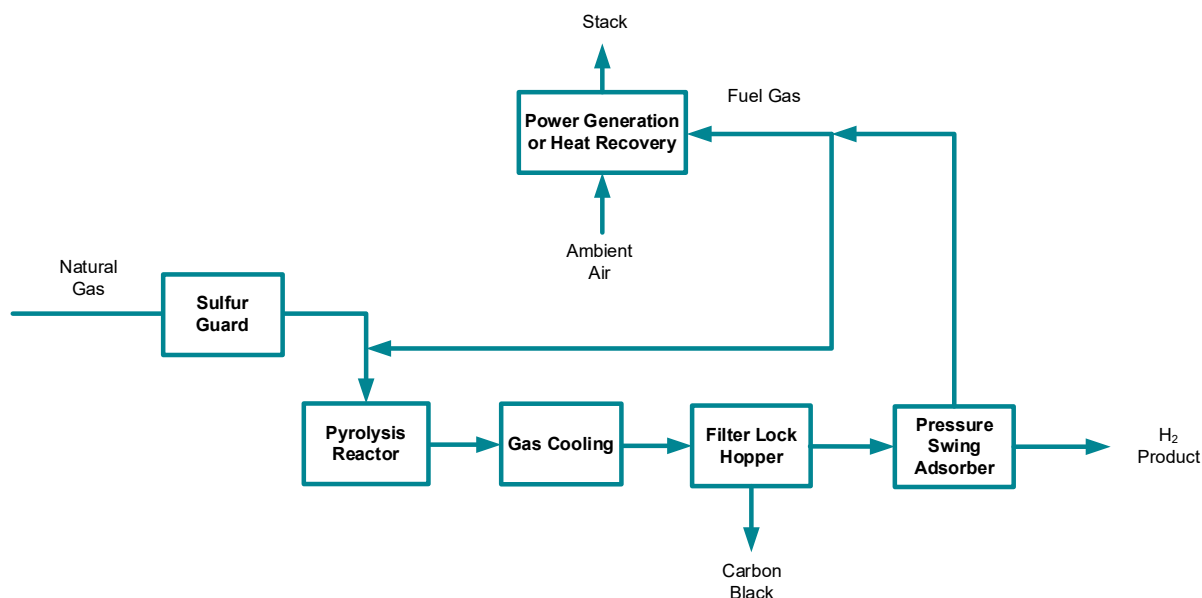 Stack
Power Generation
or Heat Recovery
Fuel Gas
Ambient
Air
Natural
Gas
Sulfur
Guard
Pyrolysis
Reactor
Gas Cooling
Filter Lock
Hopper
Pressure
Swing
Adsorber
H₂
Product
Carbon
Black